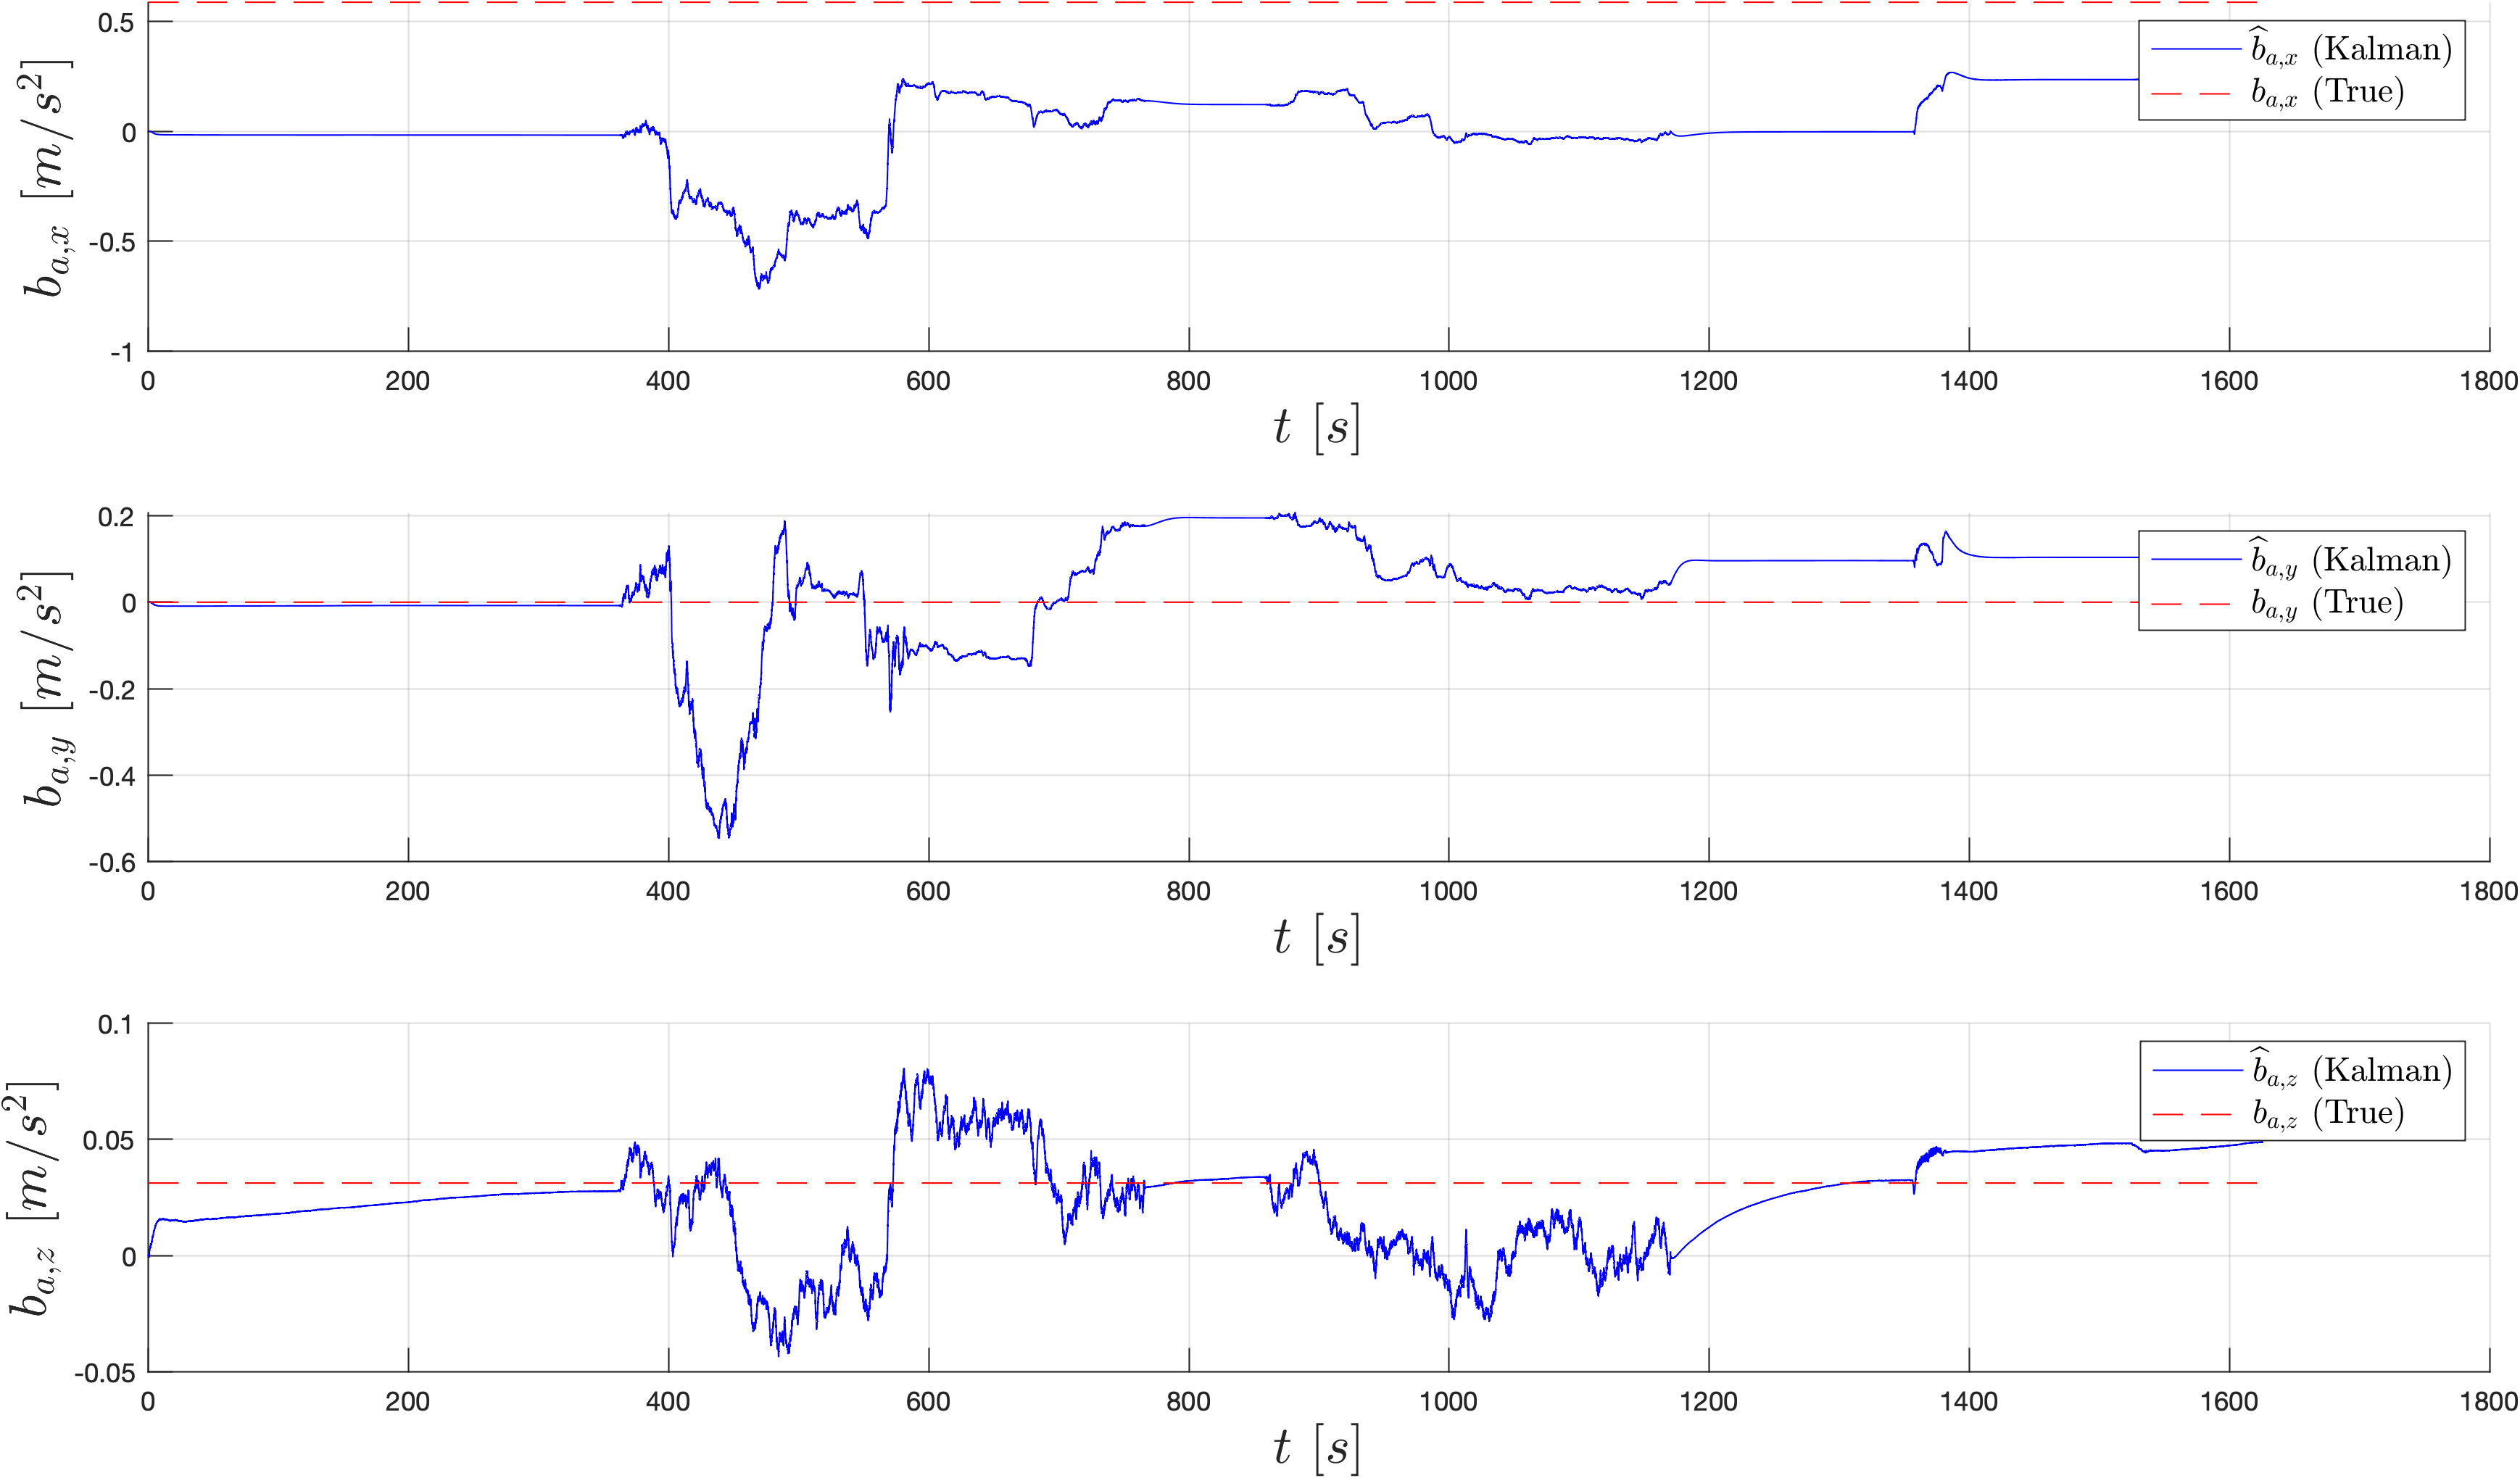 0.5
0
-0.5
-1
b_{a,x} [m/s^2]
\widehat{b}_{a,x} (Kalman)
b_{a,x} (True)
0 200 400 600 800 1000 1200 1400 1600 1800
t [s]
0.2
0
-0.2
-0.4
-0.6
b_{a,y} [m/s^2]
\widehat{b}_{a,y} (Kalman)
b_{a,y} (True)
0 200 400 600 800 1000 1200 1400 1600 1800
t [s]
0.1
0.05
0
-0.05
b_{a,z} [m/s^2]
\widehat{b}_{a,z} (Kalman)
b_{a,z} (True)
0 200 400 600 800 1000 1200 1400 1600 1800
t [s]